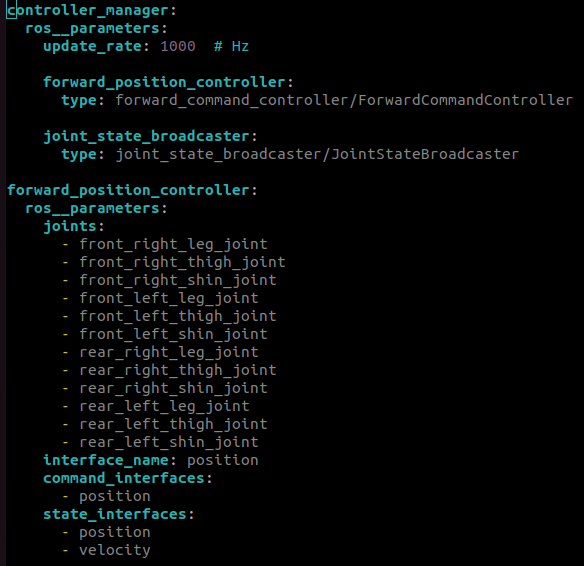 controller_manager:
  ros__parameters:
    update_rate: 1000  # Hz

    forward_position_controller:
      type: forward_command_controller/ForwardCommandController

    joint_state_broadcaster:
      type: joint_state_broadcaster/JointStateBroadcaster

forward_position_controller:
  ros__parameters:
    joints:
      - front_right_leg_joint
      - front_right_thigh_joint
      - front_right_shin_joint
      - front_left_leg_joint
      - front_left_thigh_joint
      - front_left_shin_joint
      - rear_right_leg_joint
      - rear_right_thigh_joint
      - rear_right_shin_joint
      - rear_left_leg_joint
      - rear_left_thigh_joint
      - rear_left_shin_joint
    interface_name: position
    command_interfaces:
      - position
    state_interfaces:
      - position
      - velocity